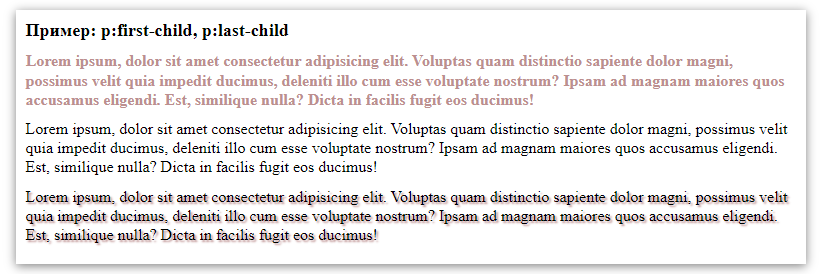 Пример: p:first-child, p:last-child
Lorem ipsum, dolor sit amet consectetur adipisicing elit. Voluptas quam distinctio sapiente dolor magni,
possimus velit quia impedit ducimus, deleniti illo cum esse voluptate nostrum? Ipsam ad magnam maiores quos
accusamus eligendi. Est, similique nulla? Dicta in facilis fugit eos ducimus!
Lorem ipsum, dolor sit amet consectetur adipisicing elit. Voluptas quam distinctio sapiente dolor magni, possimus velit
quia impedit ducimus, deleniti illo cum esse voluptate nostrum? Ipsam ad magnam maiores quos accusamus eligendi.
Est, similique nulla? Dicta in facilis fugit eos ducimus!
Lorem ipsum, dolor sit amet consectetur adipisicing elit. Voluptas quam distinctio sapiente dolor magni, possimus velit
quia impedit ducimus, deleniti illo cum esse voluptate nostrum? Ipsam ad magnam maiores quos accusamus eligendi.
Est, similique nulla? Dicta in facilis fugit eos ducimus!